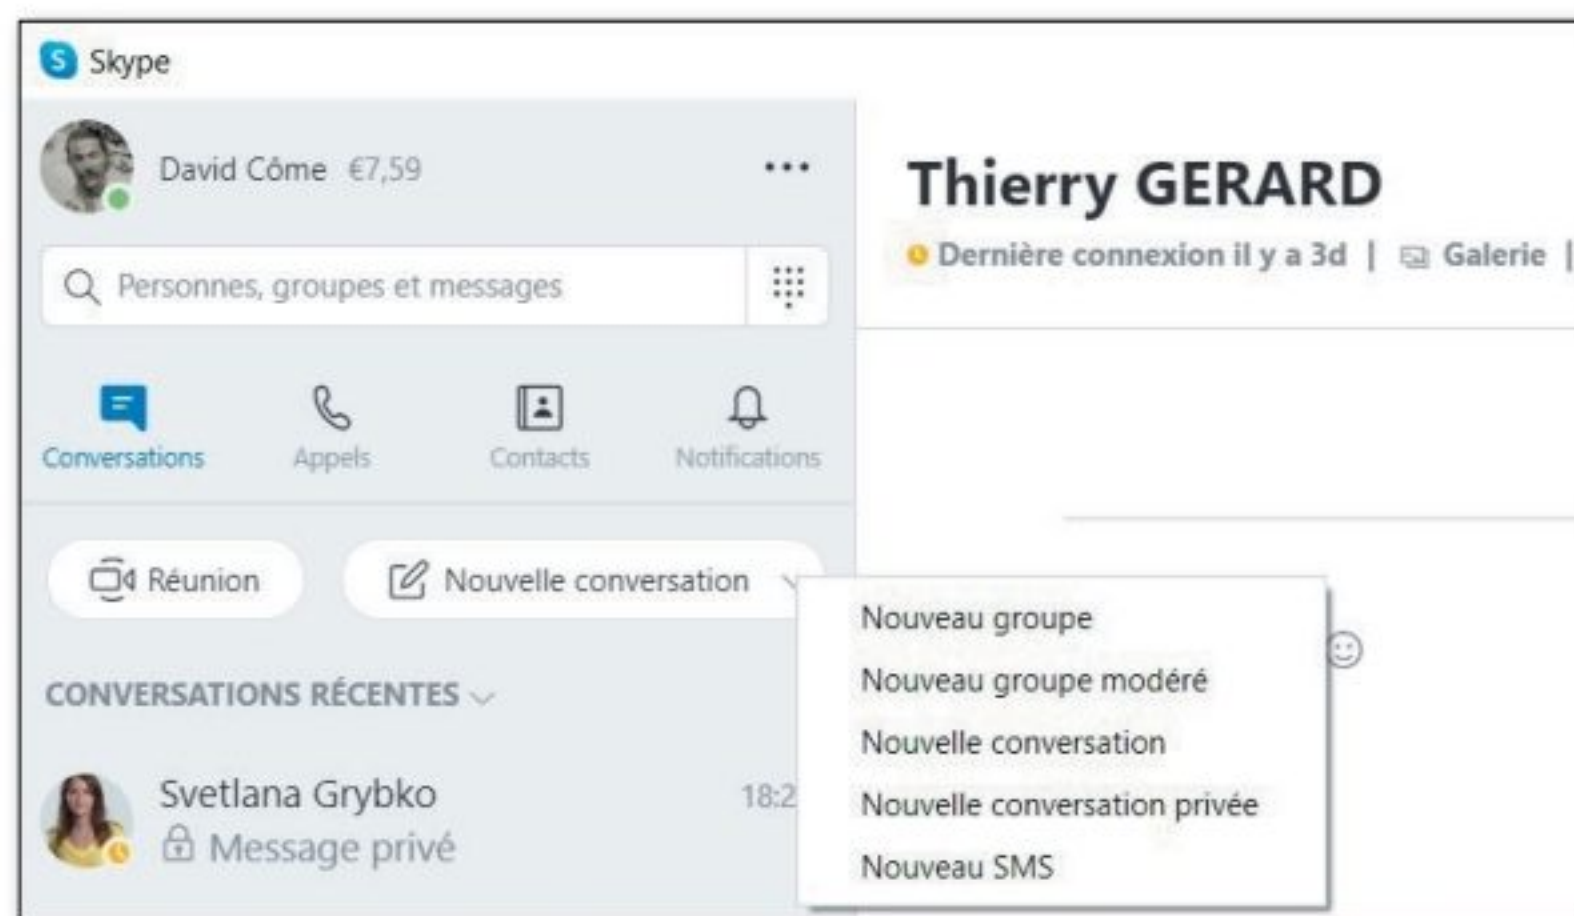 Skype
David Côme €7,59
Personnes, groupes et messages
Conversations Appels Contacts Notifications
Réunion
Nouvelle conversation
CONVERSATIONS RÉCENTES
Svetlana Grybko 18:2
Message privé
Thierry GERARD
Dernière connexion il y a 3d | Galerie |
Nouveau groupe
Nouveau groupe modéré
Nouvelle conversation
Nouvelle conversation privée
Nouveau SMS